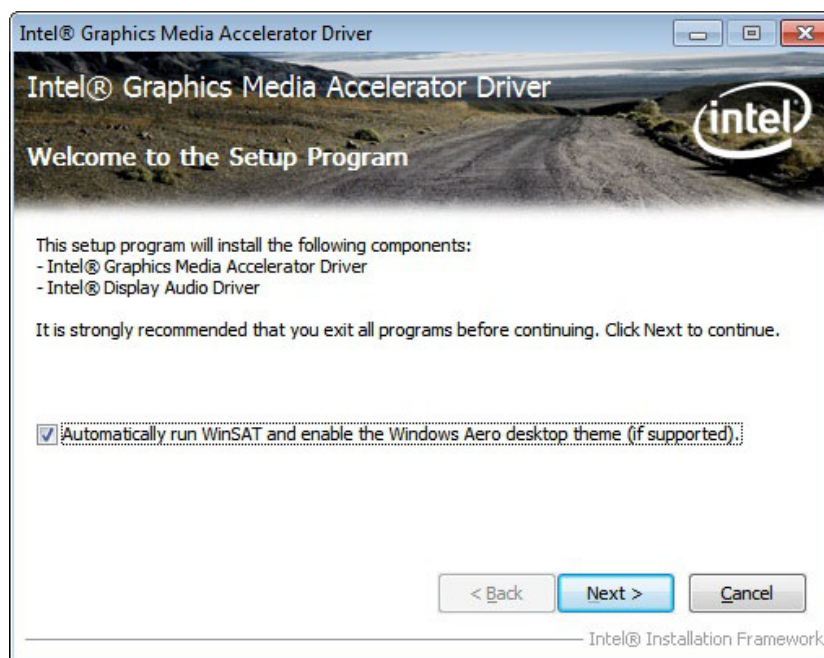 Intel® Graphics Media Accelerator Driver
Intel® Graphics Media Accelerator Driver
intel
Welcome to the Setup Program
This setup program will install the following components:
- Intel® Graphics Media Accelerator Driver
- Intel® Display Audio Driver
It is strongly recommended that you exit all programs before continuing. Click Next to continue.
Automatically run WinSAT and enable the Windows Aero desktop theme (if supported).
< Back Next > Cancel
Intel® Installation Framework